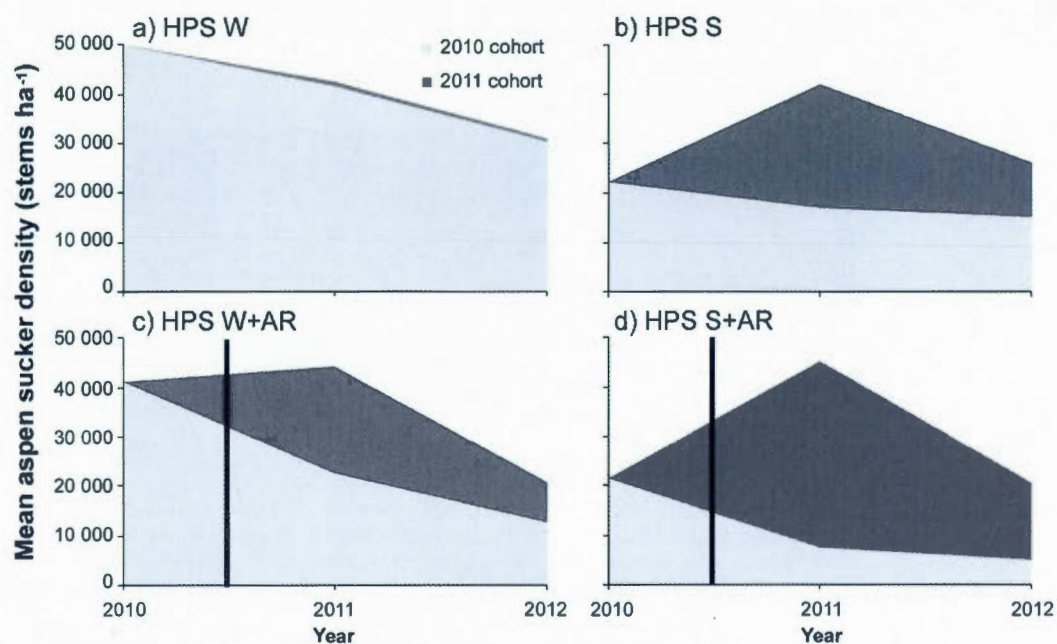 a) HPS W
b) HPS S
2010 cohort
2011 cohort
Mean aspen sucker density (stems ha⁻¹)
50 000
40 000
30 000
20 000
10 000
0
c) HPS W+AR
d) HPS S+AR
50 000
40 000
30 000
20 000
10 000
0
2010
2011
2012
2010
2011
2012
Year
Year